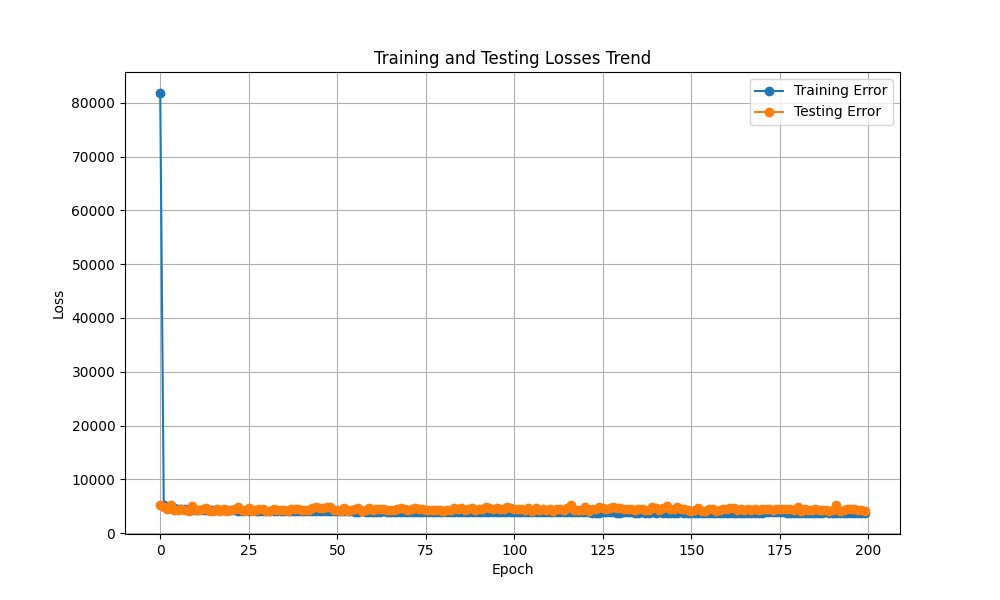 Training and Testing Losses Trend
Training Error
Testing Error
Loss
80000
70000
60000
50000
40000
30000
20000
10000
0
0 25 50 75 100 125 150 175 200
Epoch